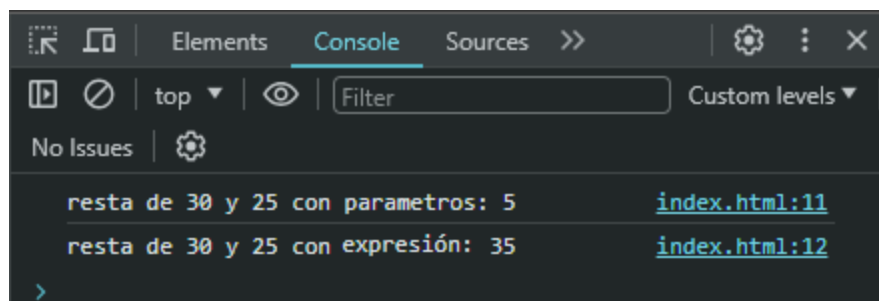 Elements Console Sources
top Filter Custom levels
No Issues
resta de 30 y 25 con parametros: 5 index.html:11
resta de 30 y 25 con expresión: 35 index.html:12